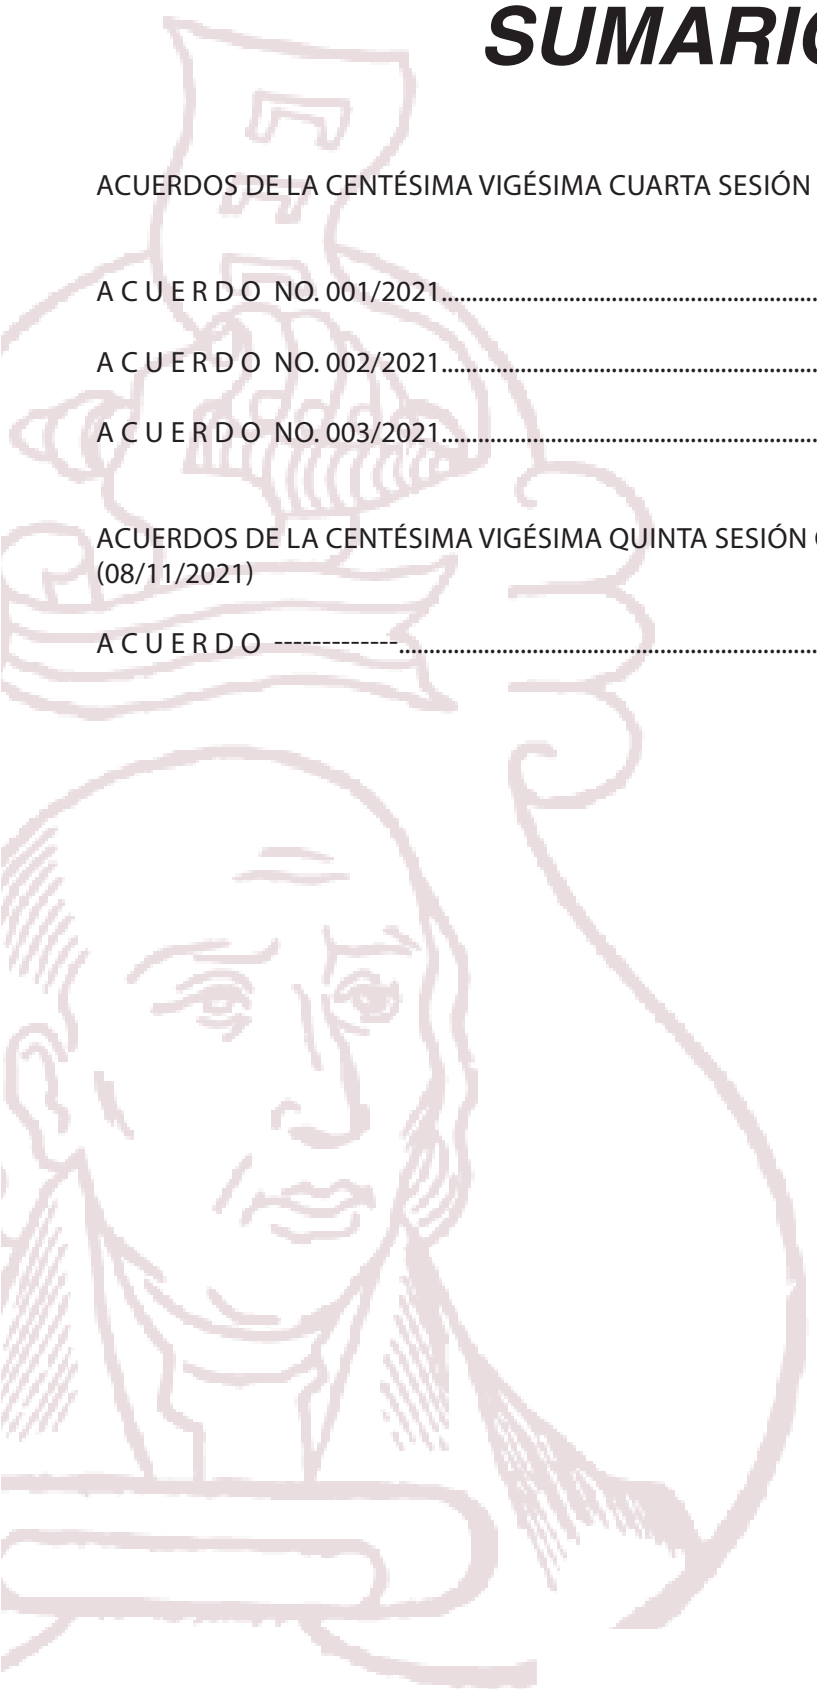 SUMARIO
ACUERDOS DE LA CENTÉSIMA VIGÉSIMA CUARTA SESIÓN
A C U E R D O NO. 001/2021...............................................................
A C U E R D O NO. 002/2021...............................................................
A C U E R D O NO. 003/2021...............................................................
ACUERDOS DE LA CENTÉSIMA VIGÉSIMA QUINTA SESIÓN
(08/11/2021)
A C U E R D O -------------......................................................................